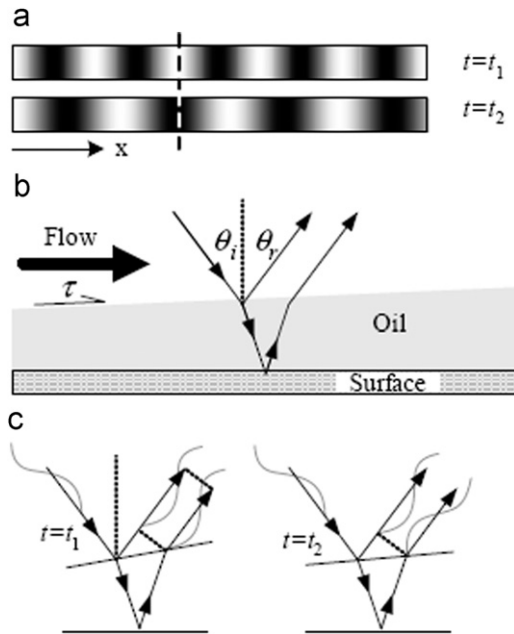 a
t=t₁
t=t₂
x
b
Flow
θᵢ θᵣ
τ
Oil
Surface
c
t=t₁
t=t₂